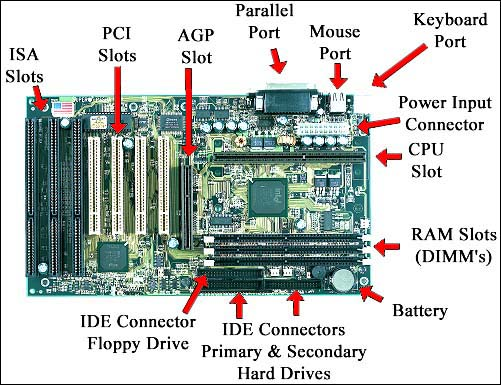 ISA
Slots
PCI
Slots
AGP
Slot
Parallel
Port
Mouse
Port
Keyboard
Port
Power Input
Connector
CPU
Slot
RAM Slots
(DIMM's)
Battery
IDE Connector
Floppy Drive
IDE Connectors
Primary & Secondary
Hard Drives